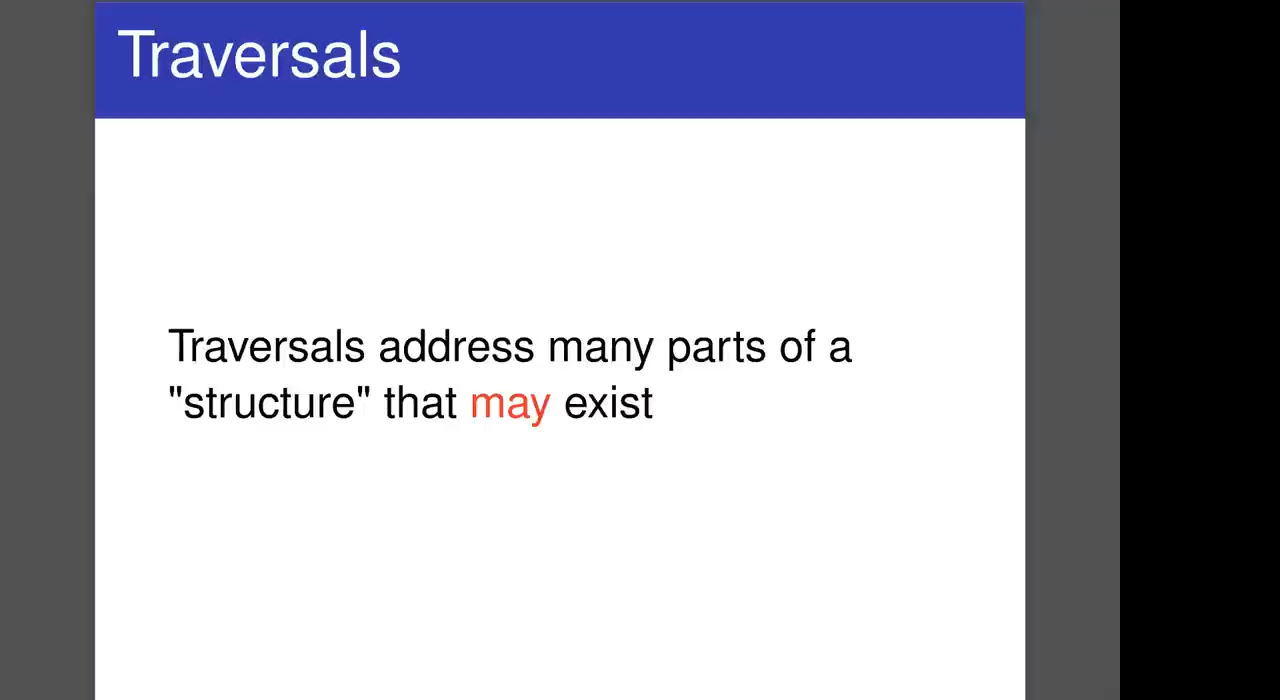 Traversals
Traversals address many parts of a
"structure" that may exist